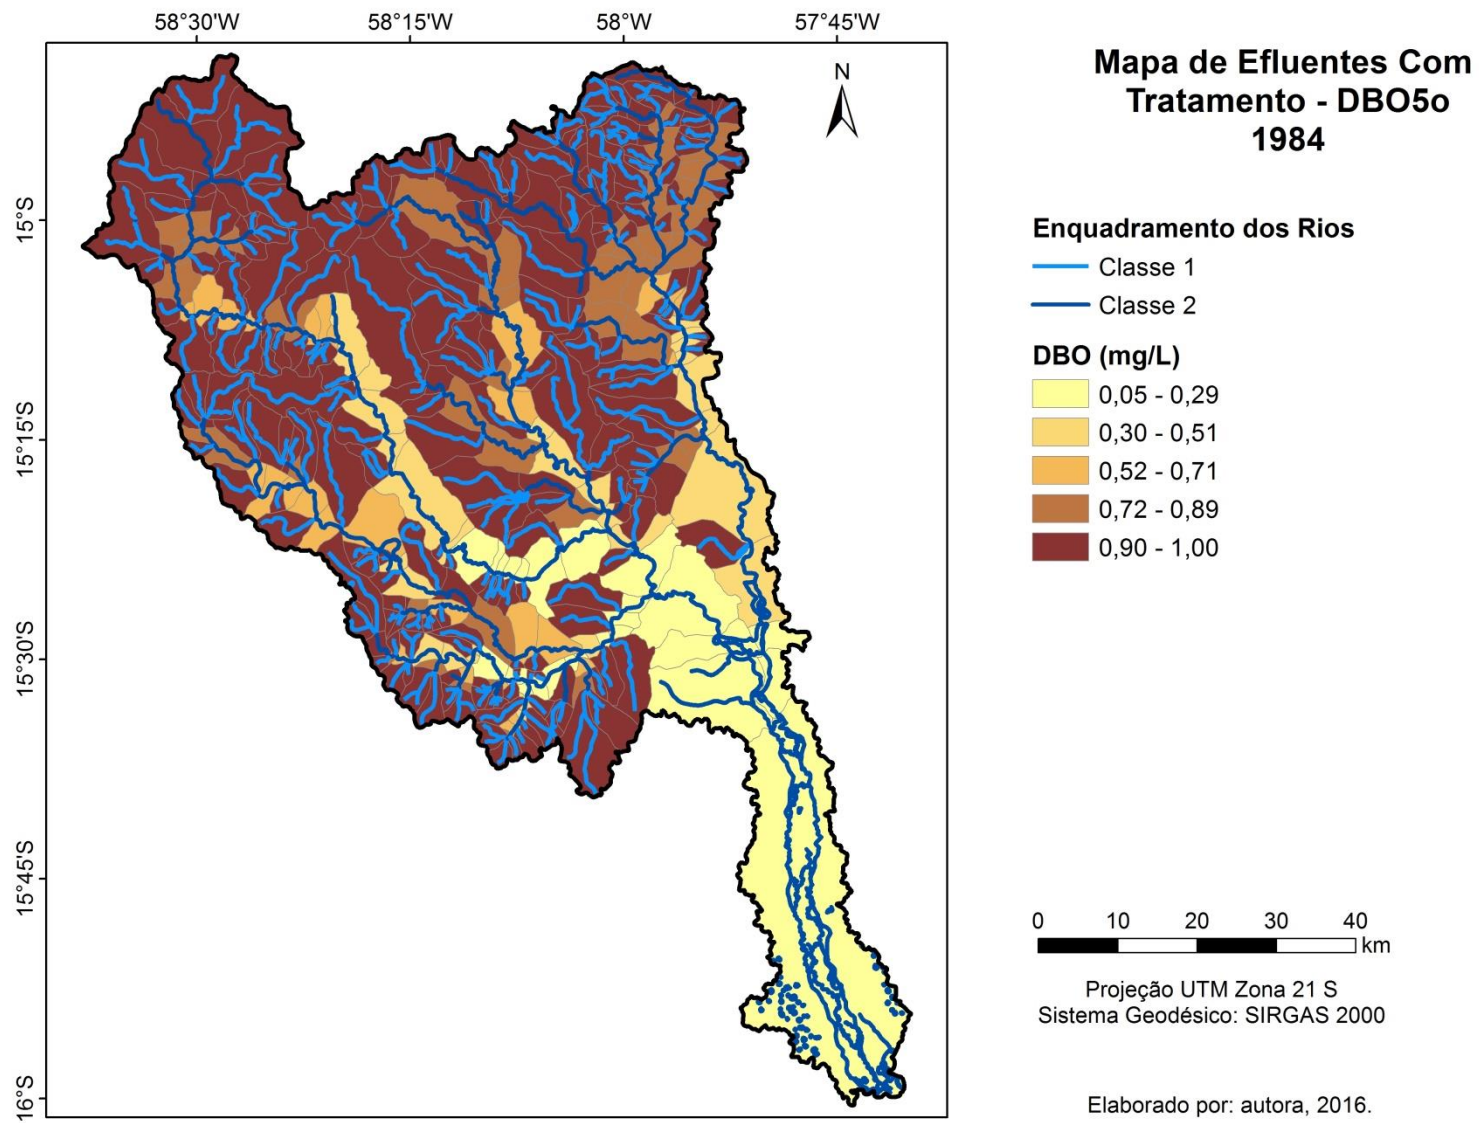 58°30'W
58°15'W
58°0'W
57°45'W
15°S
15°15'S
15°30'S
15°45'S
16°S
N
Mapa de Efluentes Com
Tratamento - DBO5o
1984
Enquadramento dos Rios
Classe 1
Classe 2
DBO (mg/L)
0,05 - 0,29
0,30 - 0,51
0,52 - 0,71
0,72 - 0,89
0,90 - 1,00
0 10 20 30 40
km
Projeção UTM Zona 21 S
Sistema Geodésico: SIRGAS 2000
Elaborado por: autora, 2016.